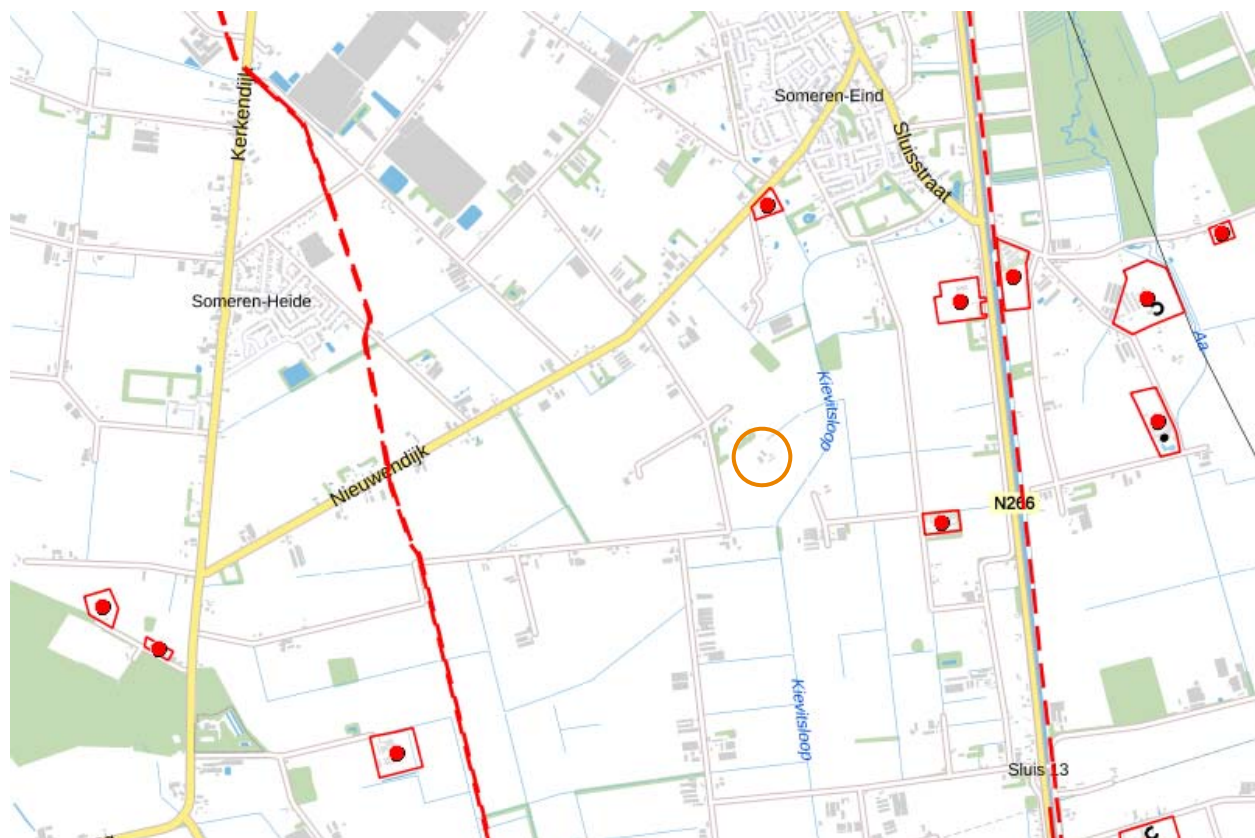 Someren-Eind
Kerkendijk
Sluisstraat
Someren-Heide
Aa
Kievitsloop
Nieuwendijk
N266
Kievitsloop
Sluis 13